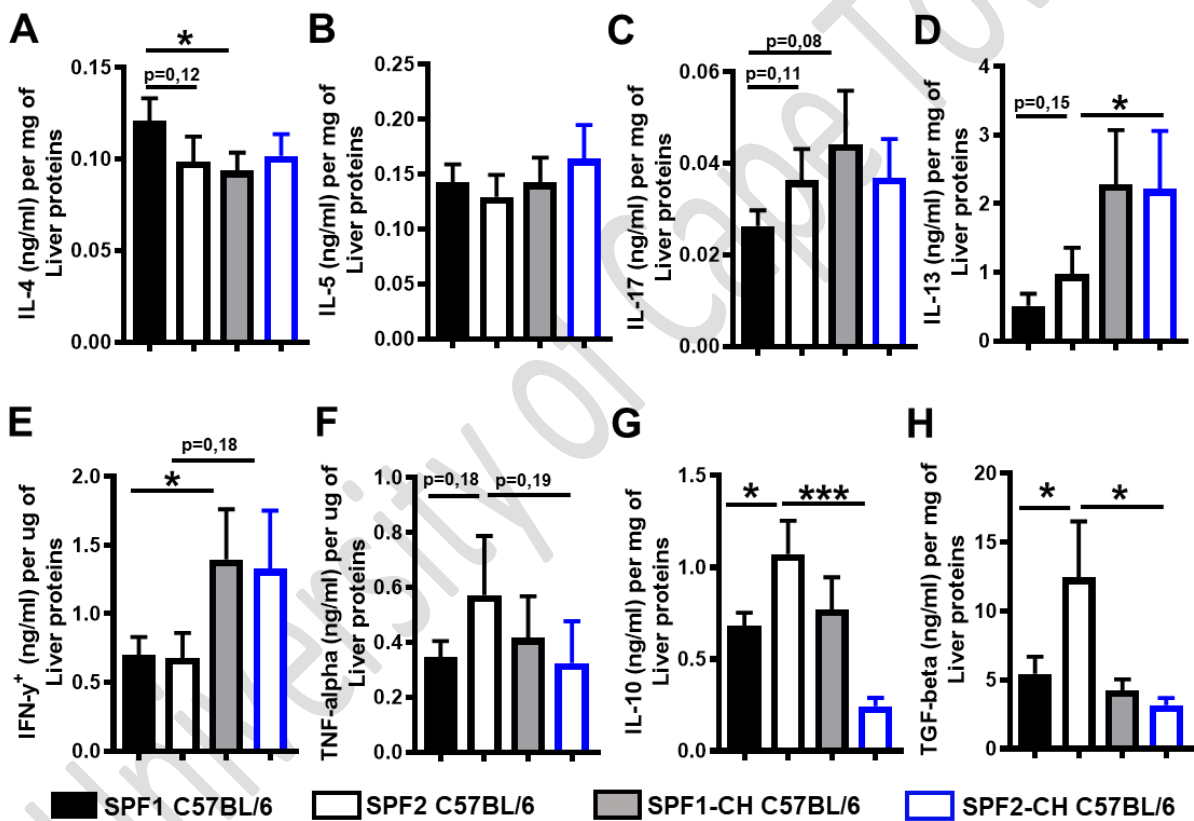 A
IL-4 (ng/ml) per mg of
Liver proteins
0.15
0.10
0.05
0.00
*
p=0,12
B
IL-5 (ng/ml) per mg of
Liver proteins
0.25
0.20
0.15
0.10
0.05
0.00
C
IL-17 (ng/ml) per mg of
Liver proteins
0.06
0.04
0.02
0.00
p=0,08
p=0,11
D
IL-13 (ng/ml) per mg of
Liver proteins
4
3
2
1
0
p=0,15
*
E
IFN-y+ (ng/ml) per ug of
Liver proteins
2.0
1.5
1.0
0.5
0.0
p=0,18
*
F
TNF-alpha (ng/ml) per ug of
Liver proteins
1.0
0.8
0.6
0.4
0.2
0.0
p=0,18
p=0,19
G
IL-10 (ng/ml) per mg of
Liver proteins
1.5
1.0
0.5
0.0
*
***
H
TGF-beta (ng/ml) per mg of
Liver proteins
20
15
10
5
0
*
*
SPF1 C57BL/6
SPF2 C57BL/6
SPF1-CH C57BL/6
SPF2-CH C57BL/6
University of Cape To